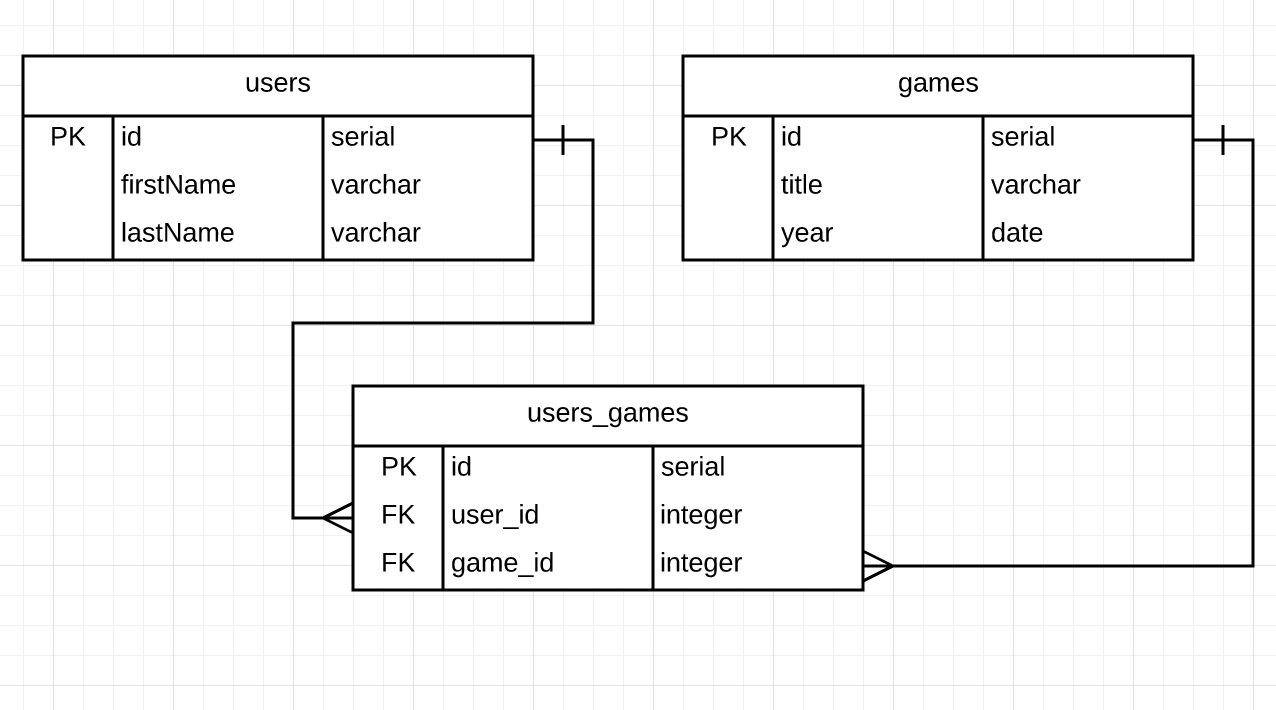 users
PK id serial
firstName varchar
lastName varchar
games
PK id serial
title varchar
year date
users_games
PK id serial
FK user_id integer
FK game_id integer